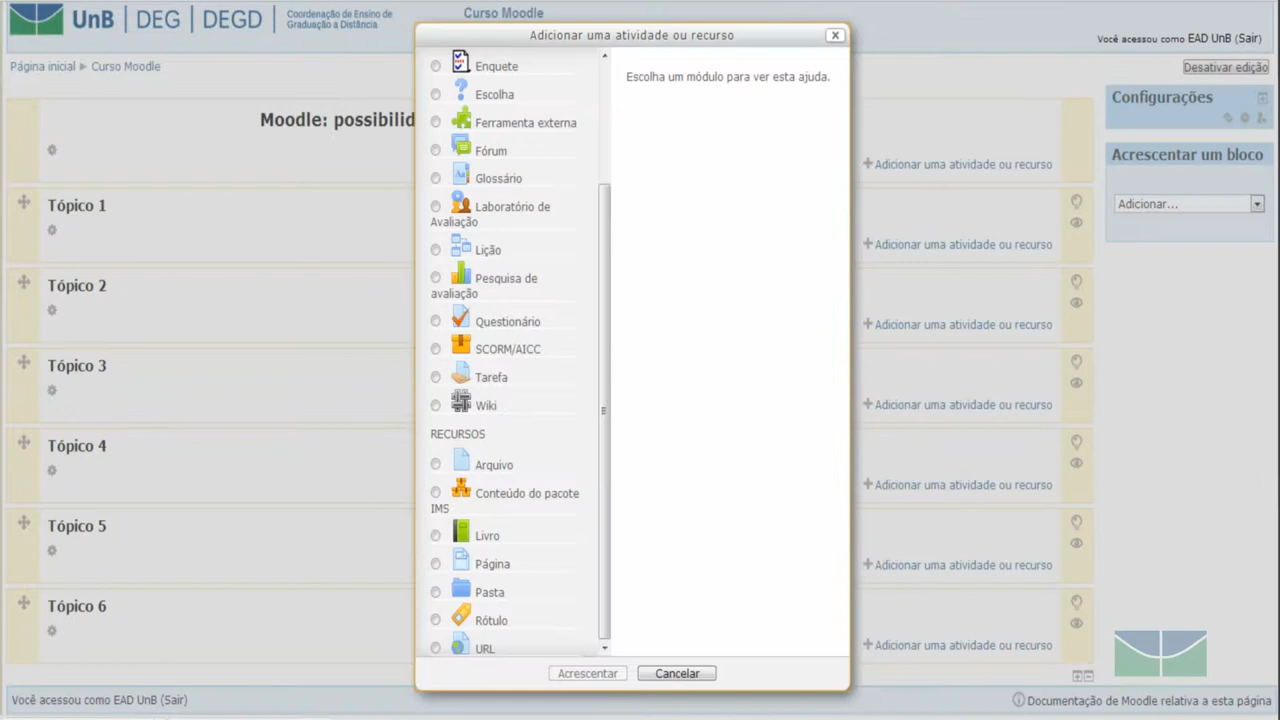 UnB | DEG | DEGD
Coordenação de Ensino de
Graduação a Distância
Curso Moodle
Você acessou como EAD UnB (Sair)
Página inicial ▶ Curso Moodle
Desativar edição
Adicionar uma atividade ou recurso
Enquete
Escolha
Ferramenta externa
Fórum
Glossário
Laboratório de
Avaliação
Lição
Pesquisa de
avaliação
Questionário
SCORM/AICC
Tarefa
Wiki
RECURSOS
Arquivo
Conteúdo do pacote
IMS
Livro
Página
Pasta
Rótulo
URL
Escolha um módulo para ver esta ajuda.
Acrescentar
Cancelar
Moodle: possibilid
Adicionar uma atividade ou recurso
Tópico 1
Adicionar uma atividade ou recurso
Tópico 2
Adicionar uma atividade ou recurso
Tópico 3
Adicionar uma atividade ou recurso
Tópico 4
Adicionar uma atividade ou recurso
Tópico 5
Adicionar uma atividade ou recurso
Tópico 6
Adicionar uma atividade ou recurso
Configurações
Acrescentar um bloco
Adicionar...
Você acessou como EAD UnB (Sair)
Documentação de Moodle relativa a esta página